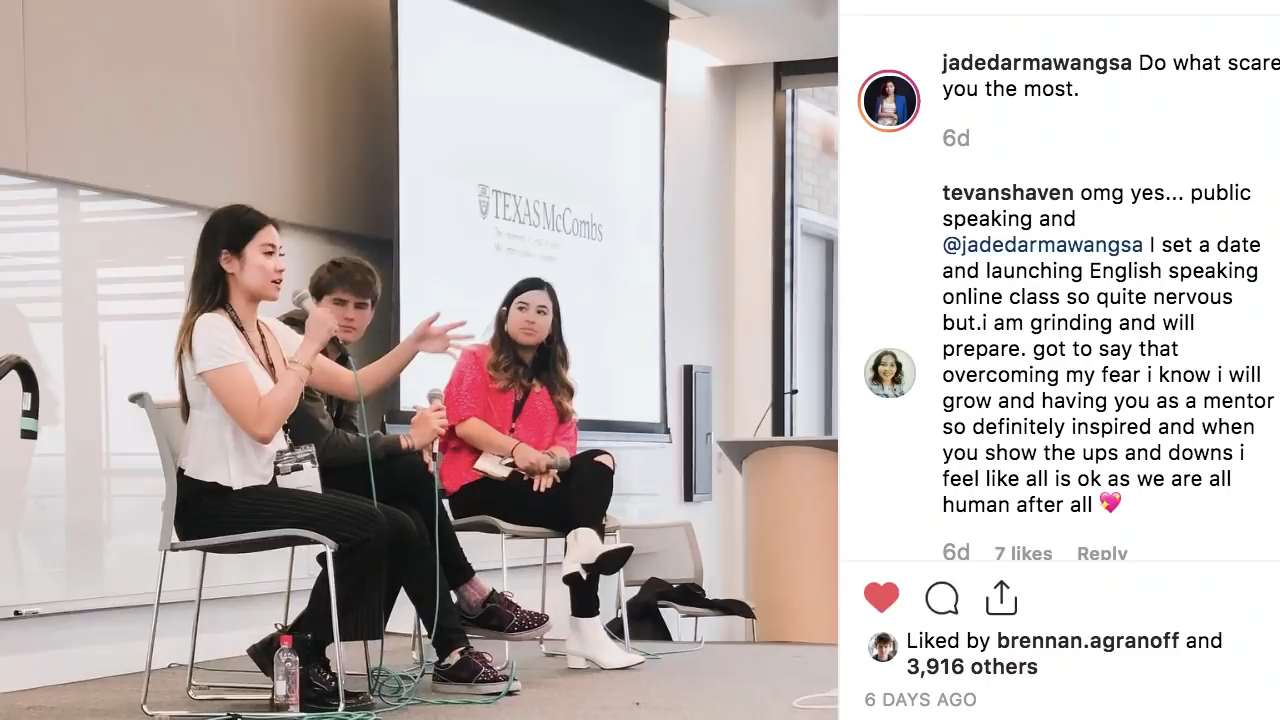 TEXAS McCombs
jadedarmawangsa Do what scare
you the most.
6d
tevanshaven omg yes... public
speaking and
@jadedarmawangsa I set a date
and launching English speaking
online class so quite nervous
but.i am grinding and will
prepare. got to say that
overcoming my fear i know i will
grow and having you as a mentor
so definitely inspired and when
you show the ups and downs i
feel like all is ok as we are all
human after all 💖
6d 7 likes Reply
Liked by brennan.agranoff and
3,916 others
6 DAYS AGO